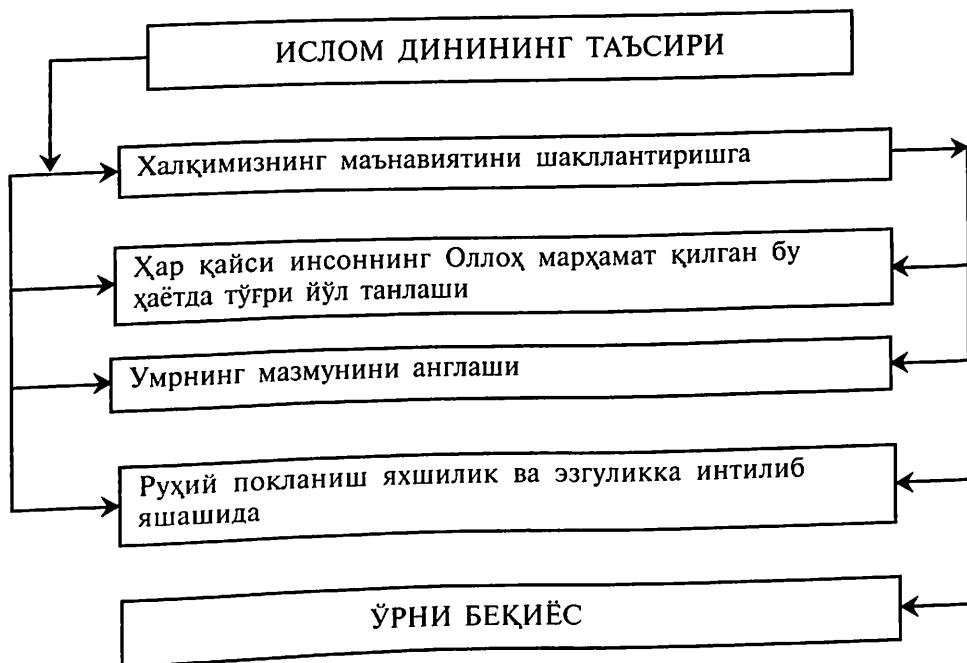 ИСЛОМ ДИНИНИНГ ТАЪСИРИ
Халқимизнинг маънавиятини шакллантиришга
Ҳар қайси инсоннинг Оллоҳ марҳамат қилган бу
ҳаётда тўғри йўл танлаши
Умрнинг мазмунини англаши
Руҳий покланиш яхшилик ва эзгуликка интилиб
яшашида
ЎРНИ БЕҚИЁС